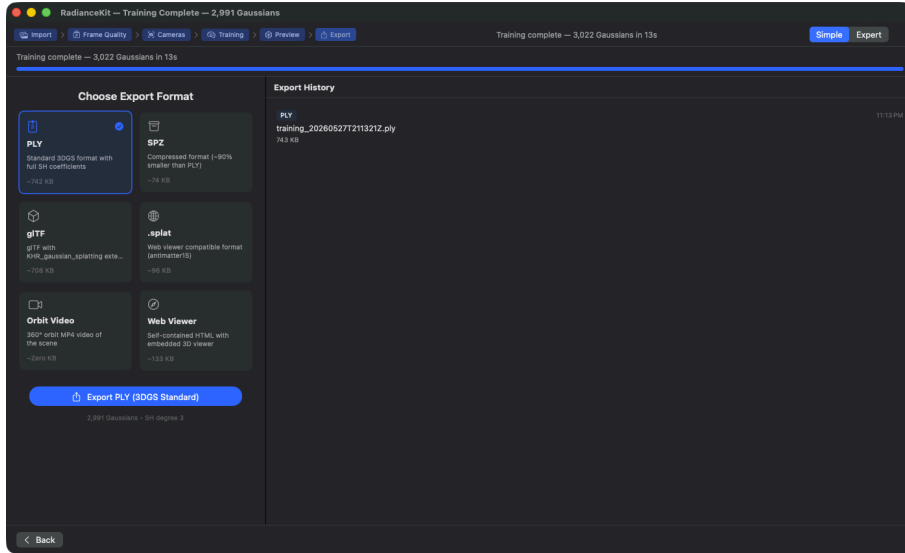 RadianceKit — Training Complete — 2,991 Gaussians
Import
Frame Quality
Cameras
Training
Preview
Export
Training complete — 3,022 Gaussians in 13s
Simple
Expert
Training complete — 3,022 Gaussians in 13s
Choose Export Format
PLY
Standard 3DGS format with
full SH coefficients
~742 KB
SPZ
Compressed format (~90%
smaller than PLY)
~74 KB
glTF
glTF with
KHR_gaussian_splatting exte...
~708 KB
.splat
Web viewer compatible format
(antimatter15)
~96 KB
Orbit Video
360° orbit MP4 video of
the scene
~Zero KB
Web Viewer
Self-contained HTML with
embedded 3D viewer
~133 KB
Export PLY (3DGS Standard)
2,991 Gaussians • SH degree 3
Export History
PLY
11:13 PM
training_20260527T211321Z.ply
743 KB
Back